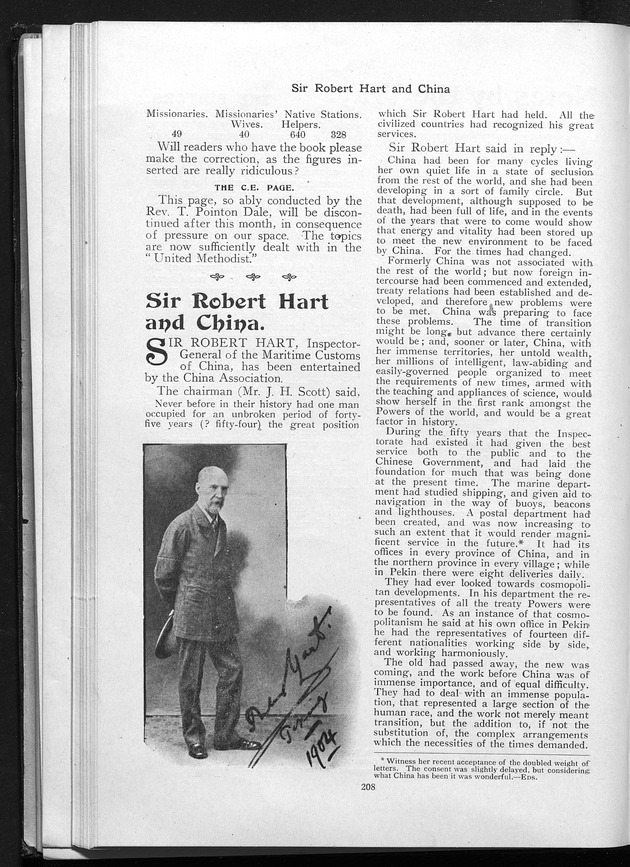 Sir Robert Hart and China
Missionaries. Missionaries' Native Stations.
Wives. Helpers.
49 40 640 328
Will readers who have the book please
make the correction, as the figures in-
serted are really ridiculous?
THE C.E. PAGE.
This page, so ably conducted by the
Rev. T. Pointon Dale, will be discon-
tinued after this month, in consequence
of pressure on our space. The topics
are now sufficiently dealt with in the
"United Methodist."
Sir Robert Hart
and China.
SIR ROBERT HART, Inspector-
General of the Maritime Customs
of China, has been entertained
by the China Association.
The chairman (Mr. J. H. Scott) said,
Never before in their history had one man
occupied for an unbroken period of forty-
five years (? fifty-four) the great position
Hart.
1904
which Sir Robert Hart had held. All the
civilized countries had recognized his great
services.
Sir Robert Hart said in reply :—
China had been for many cycles living
her own quiet life in a state of seclusion
from the rest of the world, and she had been
developing in a sort of family circle. But
that development, although supposed to be
death, had been full of life, and in the events
of the years that were to come would show
that energy and vitality had been stored up
to meet the new environment to be faced
by China. For the times had changed.
Formerly China was not associated with
the rest of the world; but now foreign in-
tercourse had been commenced and extended,
treaty relations had been established and de-
veloped, and therefore new problems were
to be met. China was preparing to face
these problems. The time of transition
might be long, but advance there certainly
would be; and, sooner or later, China, with
her immense territories, her untold wealth,
her millions of intelligent, law-abiding and
easily-governed people organized to meet
the requirements of new times, armed with
the teaching and appliances of science, would
show herself in the first rank amongst the
Powers of the world, and would be a great
factor in history.
During the fifty years that the Inspec-
torate had existed it had given the best
service both to the public and to the
Chinese Government, and had laid the
foundation for much that was being done
at the present time. The marine depart-
ment had studied shipping, and given aid to
navigation in the way of buoys, beacons
and lighthouses. A postal department had
been created, and was now increasing to
such an extent that it would render magni-
ficent service in the future.* It had its
offices in every province of China, and in
the northern province in every village; while
in Pekin there were eight deliveries daily.
They had ever looked towards cosmopoli-
tan developments. In his department the re-
presentatives of all the treaty Powers were
to be found. As an instance of that cosmo-
politanism he said at his own office in Pekin
he had the representatives of fourteen dif-
ferent nationalities working side by side,
and working harmoniously.
The old had passed away, the new was
coming, and the work before China was of
immense importance, and of equal difficulty.
They had to deal with an immense popula-
tion, that represented a large section of the
human race, and the work not merely meant
transition, but the addition to, if not the
substitution of, the complex arrangements
which the necessities of the times demanded.
* Witness her recent acceptance of the doubled weight of
letters. The consent was slightly delayed, but considering
what China has been it was wonderful.—EDS.
208